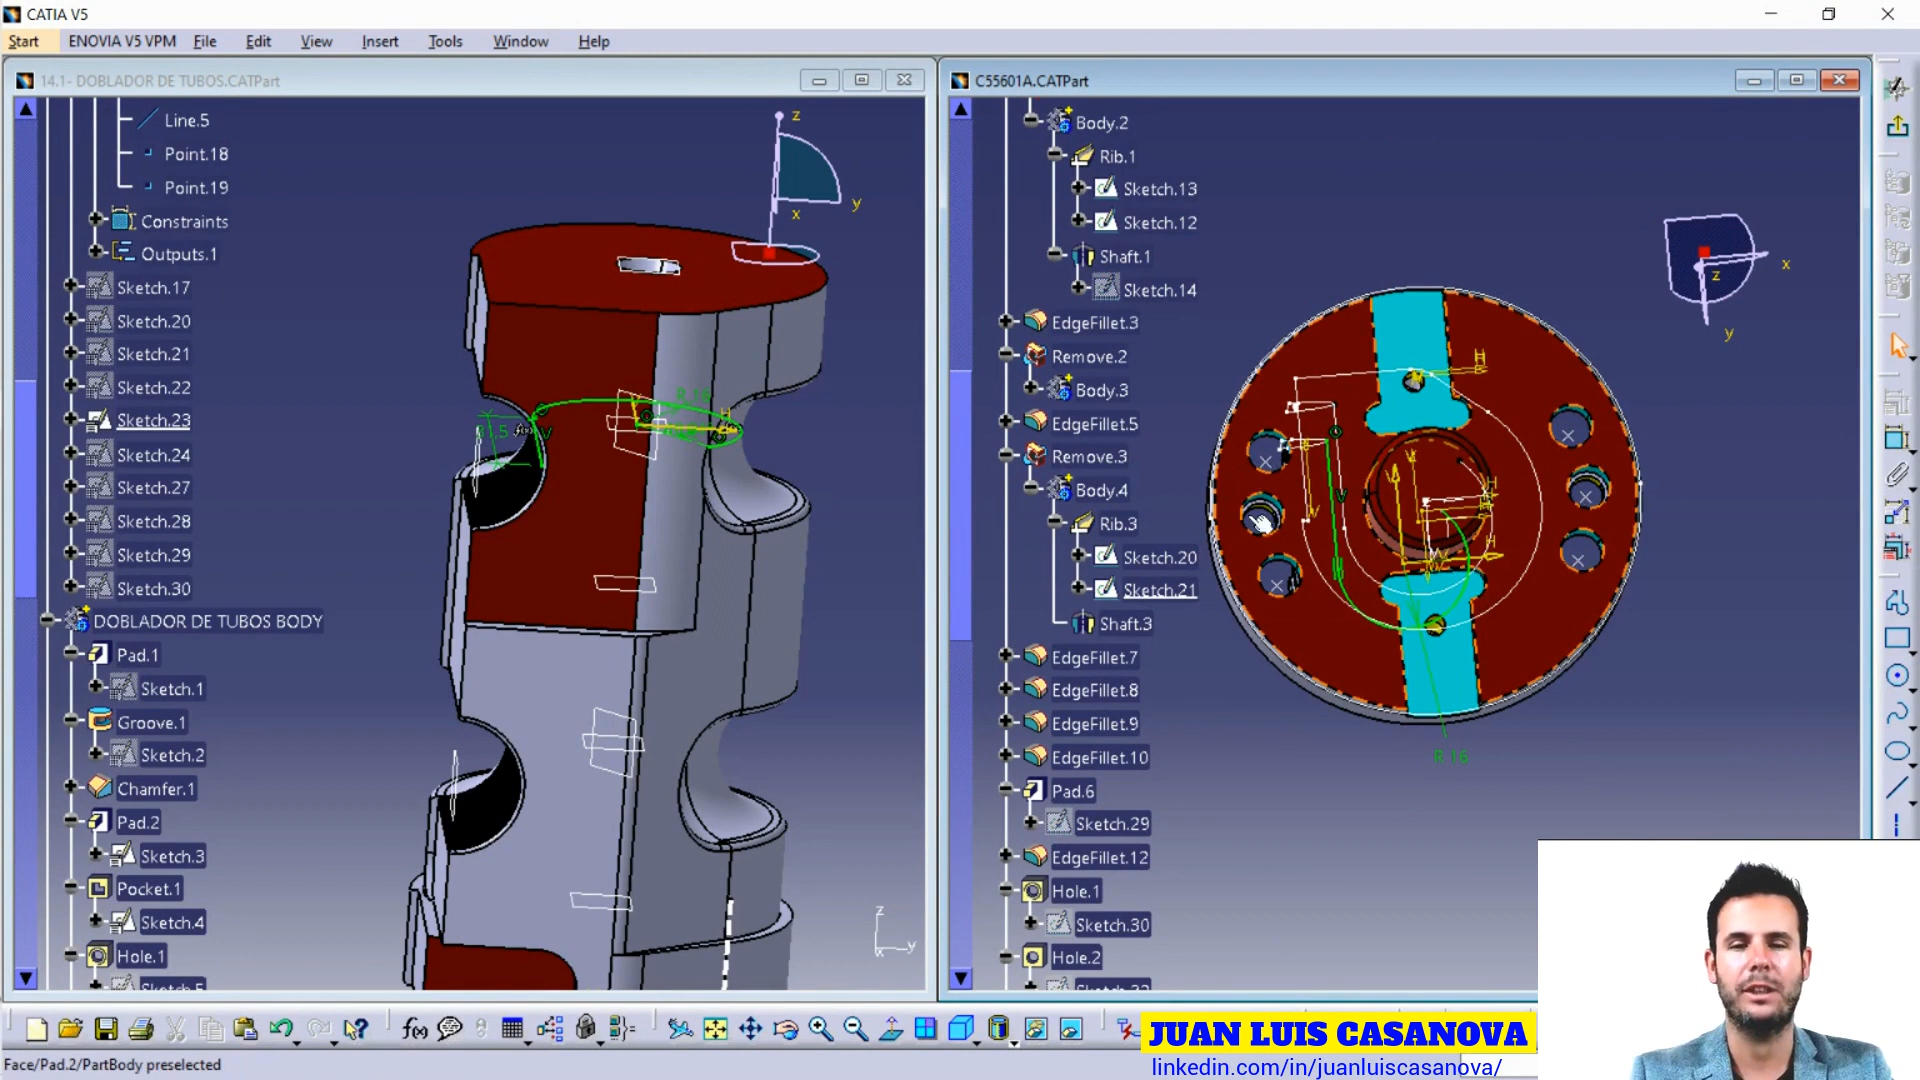 CATIA V5
Start ENOVIA V5 VPM File Edit View Insert Tools Window Help
14.1- DOBLADOR DE TUBOS.CATPart
Line.5
Point.18
Point.19
Constraints
Outputs.1
Sketch.17
Sketch.20
Sketch.21
Sketch.22
Sketch.23
Sketch.24
Sketch.27
Sketch.28
Sketch.29
Sketch.30
DOBLADOR DE TUBOS BODY
Pad.1
Sketch.1
Groove.1
Sketch.2
Chamfer.1
Pad.2
Sketch.3
Pocket.1
Sketch.4
Hole.1
Sketch.5
z
x
y
z
y
C55601A.CATPart
Body.2
Rib.1
Sketch.13
Sketch.12
Shaft.1
Sketch.14
EdgeFillet.3
Remove.2
Body.3
EdgeFillet.5
Remove.3
Body.4
Rib.3
Sketch.20
Sketch.21
Shaft.3
EdgeFillet.7
EdgeFillet.8
EdgeFillet.9
EdgeFillet.10
Pad.6
Sketch.29
EdgeFillet.12
Hole.1
Sketch.30
Hole.2
x
z
y
R 18
JUAN LUIS CASANOVA
linkedin.com/in/juanluiscasanova/
Face/Pad.2/PartBody preselected